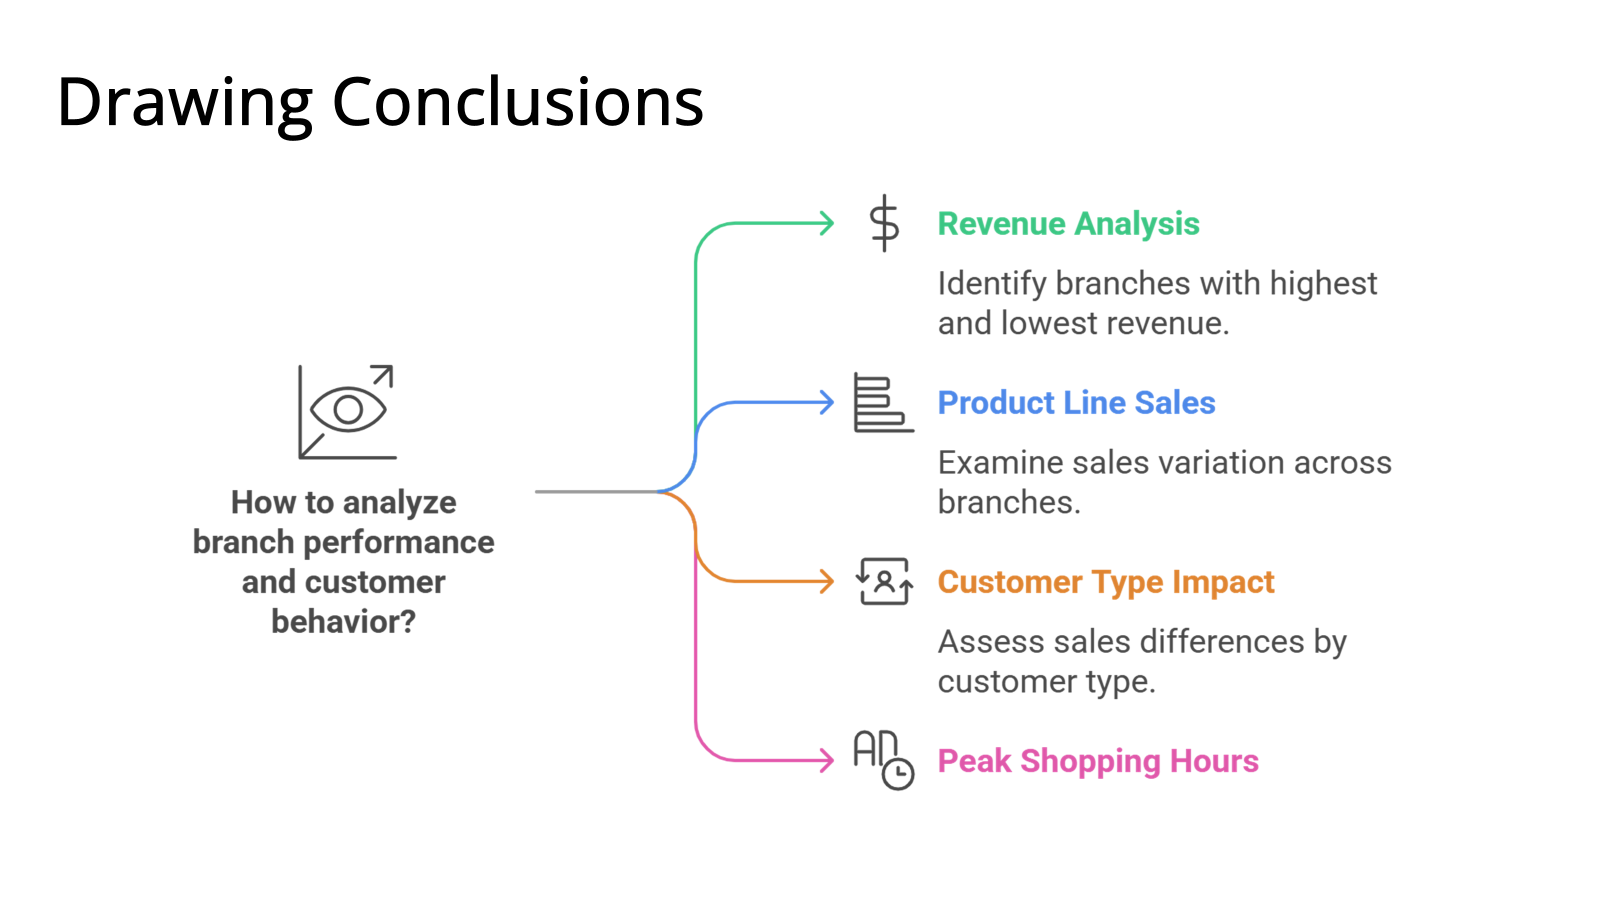 Drawing Conclusions
How to analyze
branch performance
and customer
behavior?
Revenue Analysis
Identify branches with highest
and lowest revenue.
Product Line Sales
Examine sales variation across
branches.
Customer Type Impact
Assess sales differences by
customer type.
Peak Shopping Hours